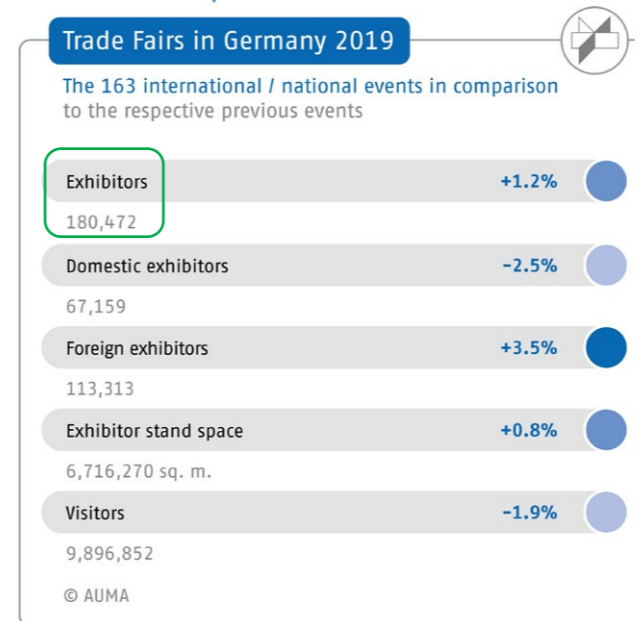 Trade Fairs in Germany 2019
The 163 international / national events in comparison
to the respective previous events
Exhibitors +1.2%
180,472
Domestic exhibitors -2.5%
67,159
Foreign exhibitors +3.5%
113,313
Exhibitor stand space +0.8%
6,716,270 sq. m.
Visitors -1.9%
9,896,852
© AUMA